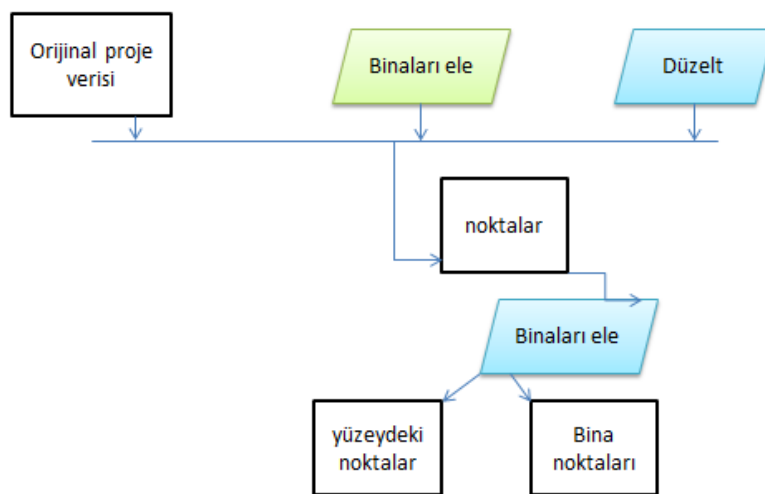 Orijinal proje
verisi
Binaları ele
Düzelt
noktalar
Binaları ele
yüzeydeki
noktalar
Bina
noktaları